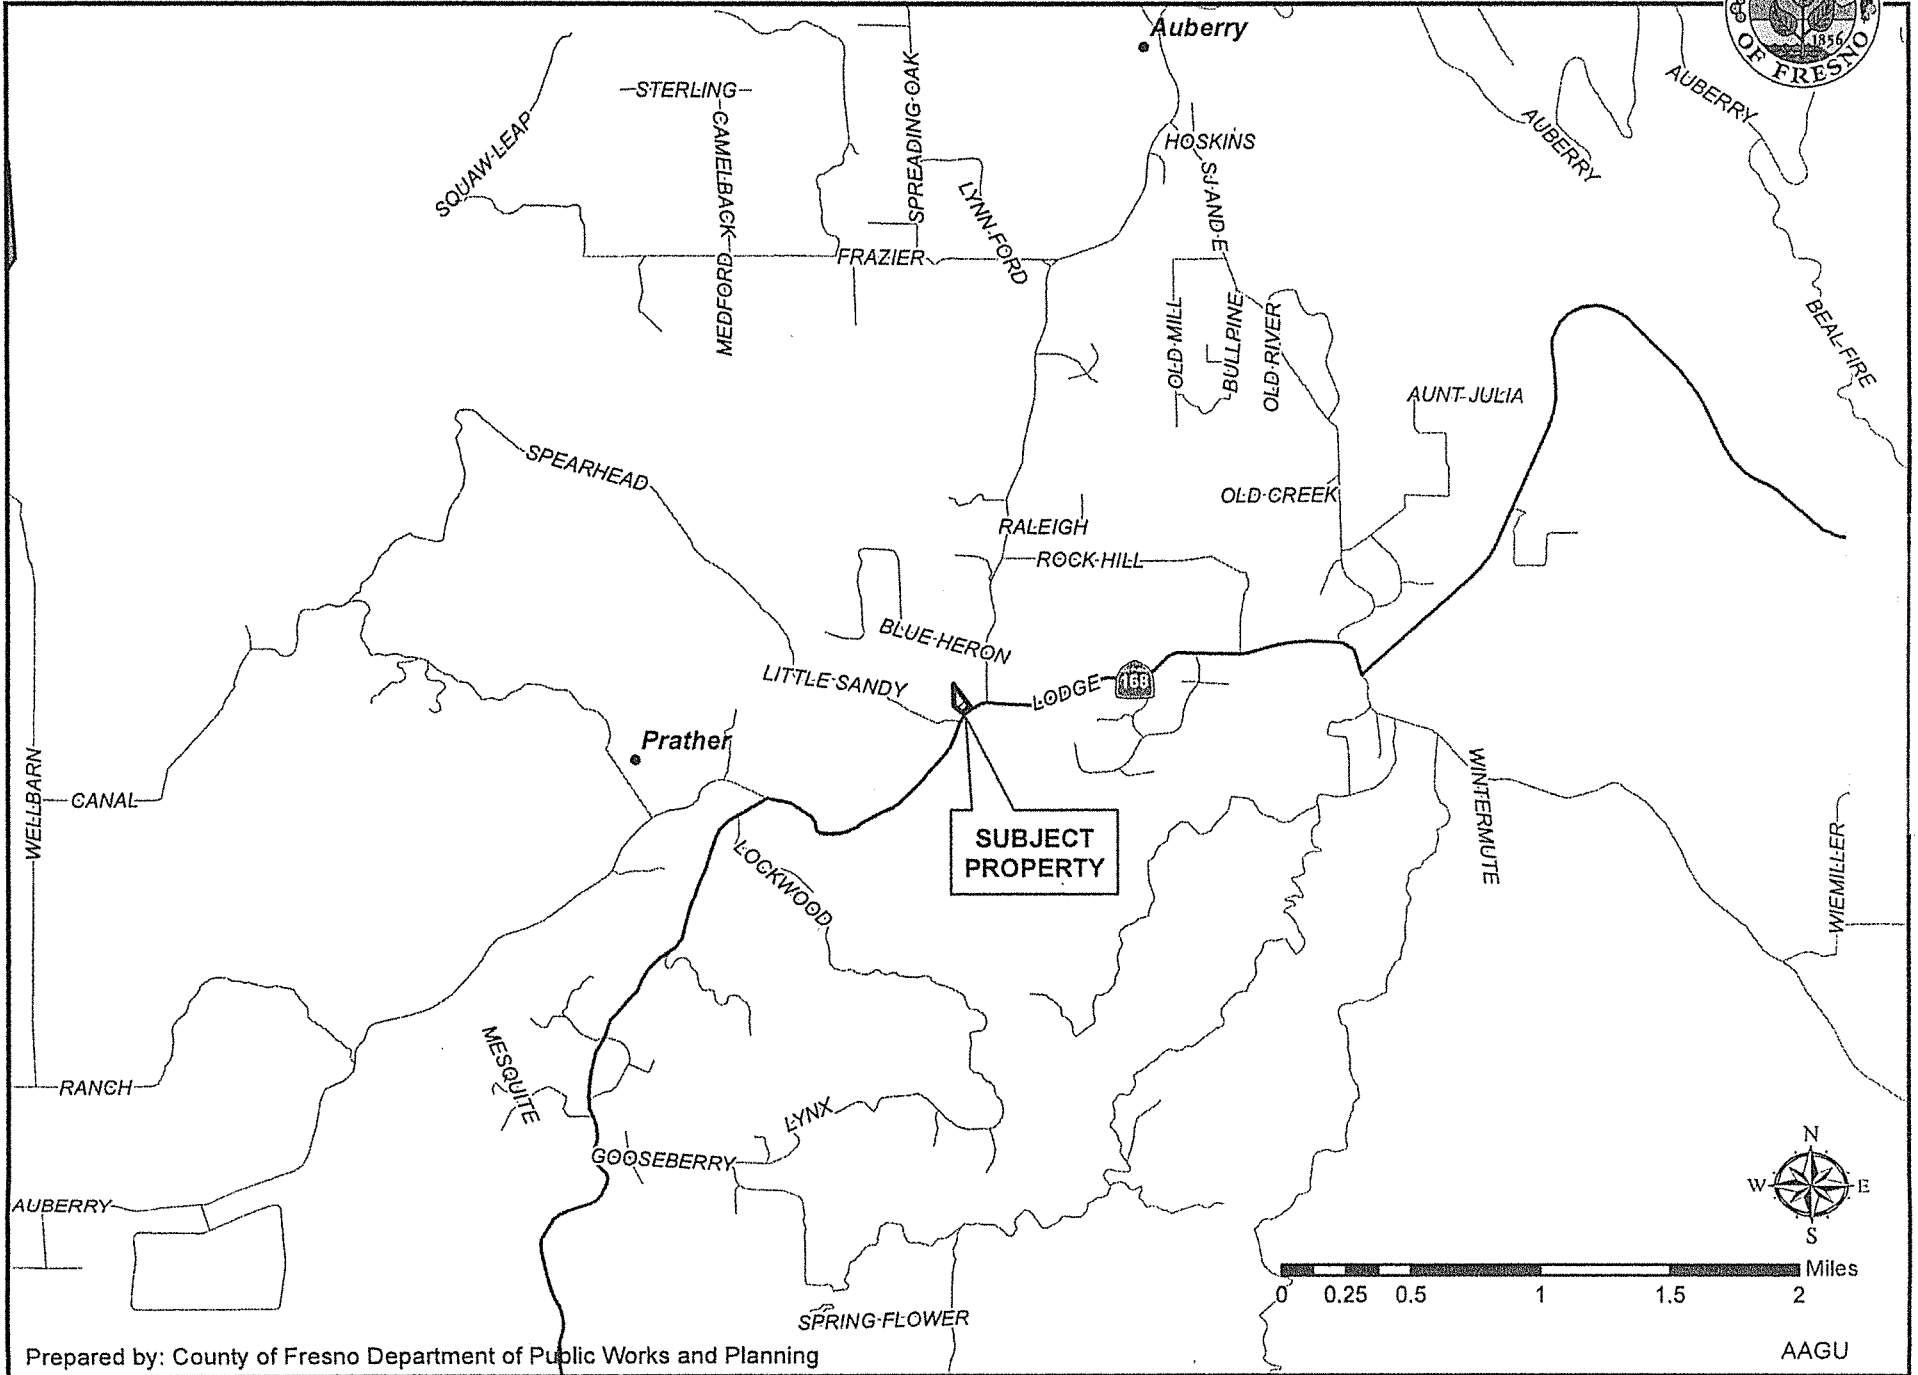 Auberry
1856
OF FRESNO
STERLING
SPREADING OAK
SQUAW LEAP
CAMELBACK
AUBERRY
AUBERRY
HOSKINS
SJ AND E
LYNN FORD
FRAZIER
MEDFORD
OLD MILL
BULLPINE
OLD RIVER
BEAL FIRE
AUNT JULIA
SPEARHEAD
OLD CREEK
RALEIGH
ROCK HILL
BLUE HERON
LITTLE SANDY
LODGE
168
Prather
WELLBARN
CANAL
WINTERMUTE
SUBJECT
PROPERTY
LOCKWOOD
WIEMILLER
MESQUITE
RANCH
LYNX
GOOSEBERRY
AUBERRY
N
W
E
S
Miles
0 0.25 0.5 1 1.5 2
SPRING FLOWER
Prepared by: County of Fresno Department of Public Works and Planning
AAGU